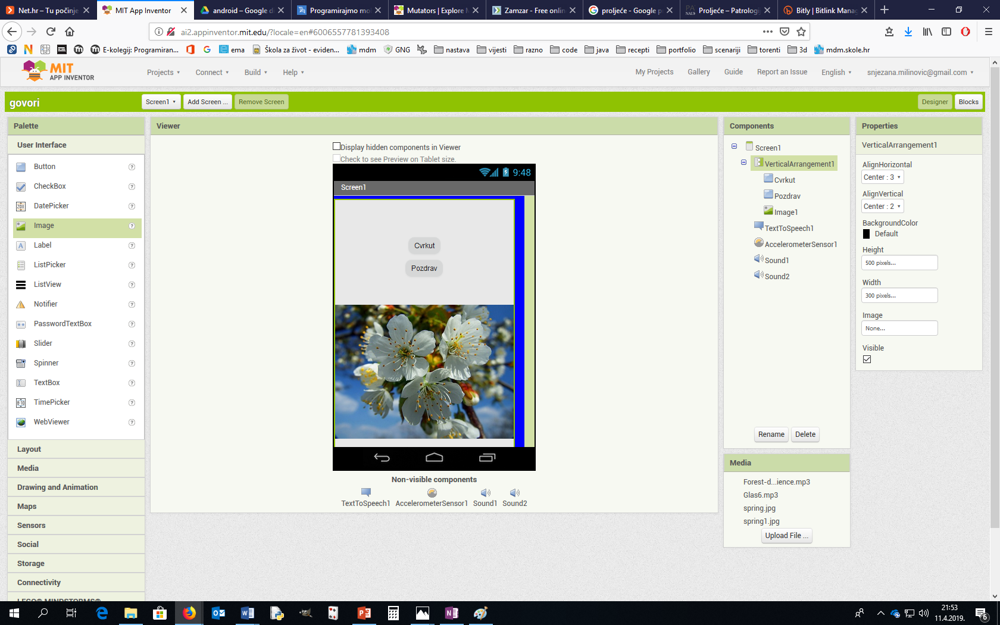 Net.hr – Tu počinje
MIT App Inventor
android – Google d
Programirajmo mo
Mutators | Explore M
Zamzar - Free onlin
proljeće - Google p
Proljeće – Patrologij
Bitly | Bitlink Manag
ai2.appinventor.mit.edu/?locale=en#6006557781393408
E-kolegij: Programiran...
ema
Škola za život - eviden...
mdm
GNG
nastava
vijesti
razno
code
java
recepti
portfolio
scenariji
torenti
3d
mdm.skole.hr
MIT
APP INVENTOR
Projects
Connect
Build
Help
My Projects
Gallery
Guide
Report an Issue
English
snjezana.milinovic@gmail.com
govori
Screen1
Add Screen ...
Remove Screen
Designer
Blocks
Palette
User Interface
Button
CheckBox
DatePicker
Image
Label
ListPicker
ListView
Notifier
PasswordTextBox
Slider
Spinner
TextBox
TimePicker
WebViewer
Layout
Media
Drawing and Animation
Maps
Sensors
Social
Storage
Connectivity
LEGO® MINDSTORMS®
Viewer
Display hidden components in Viewer
Check to see Preview on Tablet size.
9:48
Screen1
Cvrkut
Pozdrav
Non-visible components
TextToSpeech1
AccelerometerSensor1
Sound1
Sound2
Components
Screen1
VerticalArrangement1
Cvrkut
Pozdrav
Image1
TextToSpeech1
AccelerometerSensor1
Sound1
Sound2
Rename
Delete
Media
Forest-d...ience.mp3
Glas6.mp3
spring.jpg
spring1.jpg
Upload File ...
Properties
VerticalArrangement1
AlignHorizontal
Center : 3
AlignVertical
Center : 2
BackgroundColor
Default
Height
500 pixels...
Width
300 pixels...
Image
None...
Visible
21:53
11.4.2019.
6